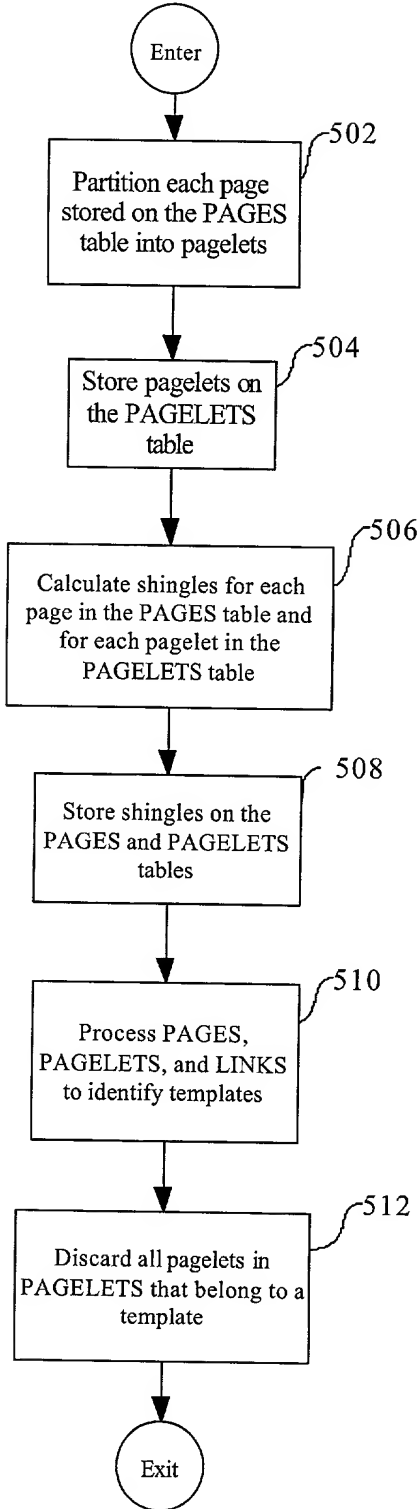 Enter
502
Partition each page
stored on the PAGES
table into pagelets
504
Store pagelets on
the PAGELETS
table
506
Calculate shingles for each
page in the PAGES table and
for each pagelet in the
PAGELETS table
508
Store shingles on the
PAGES and PAGELETS
tables
510
Process PAGES,
PAGELETS, and LINKS
to identify templates
512
Discard all pagelets in
PAGELETS that belong to a
template
Exit